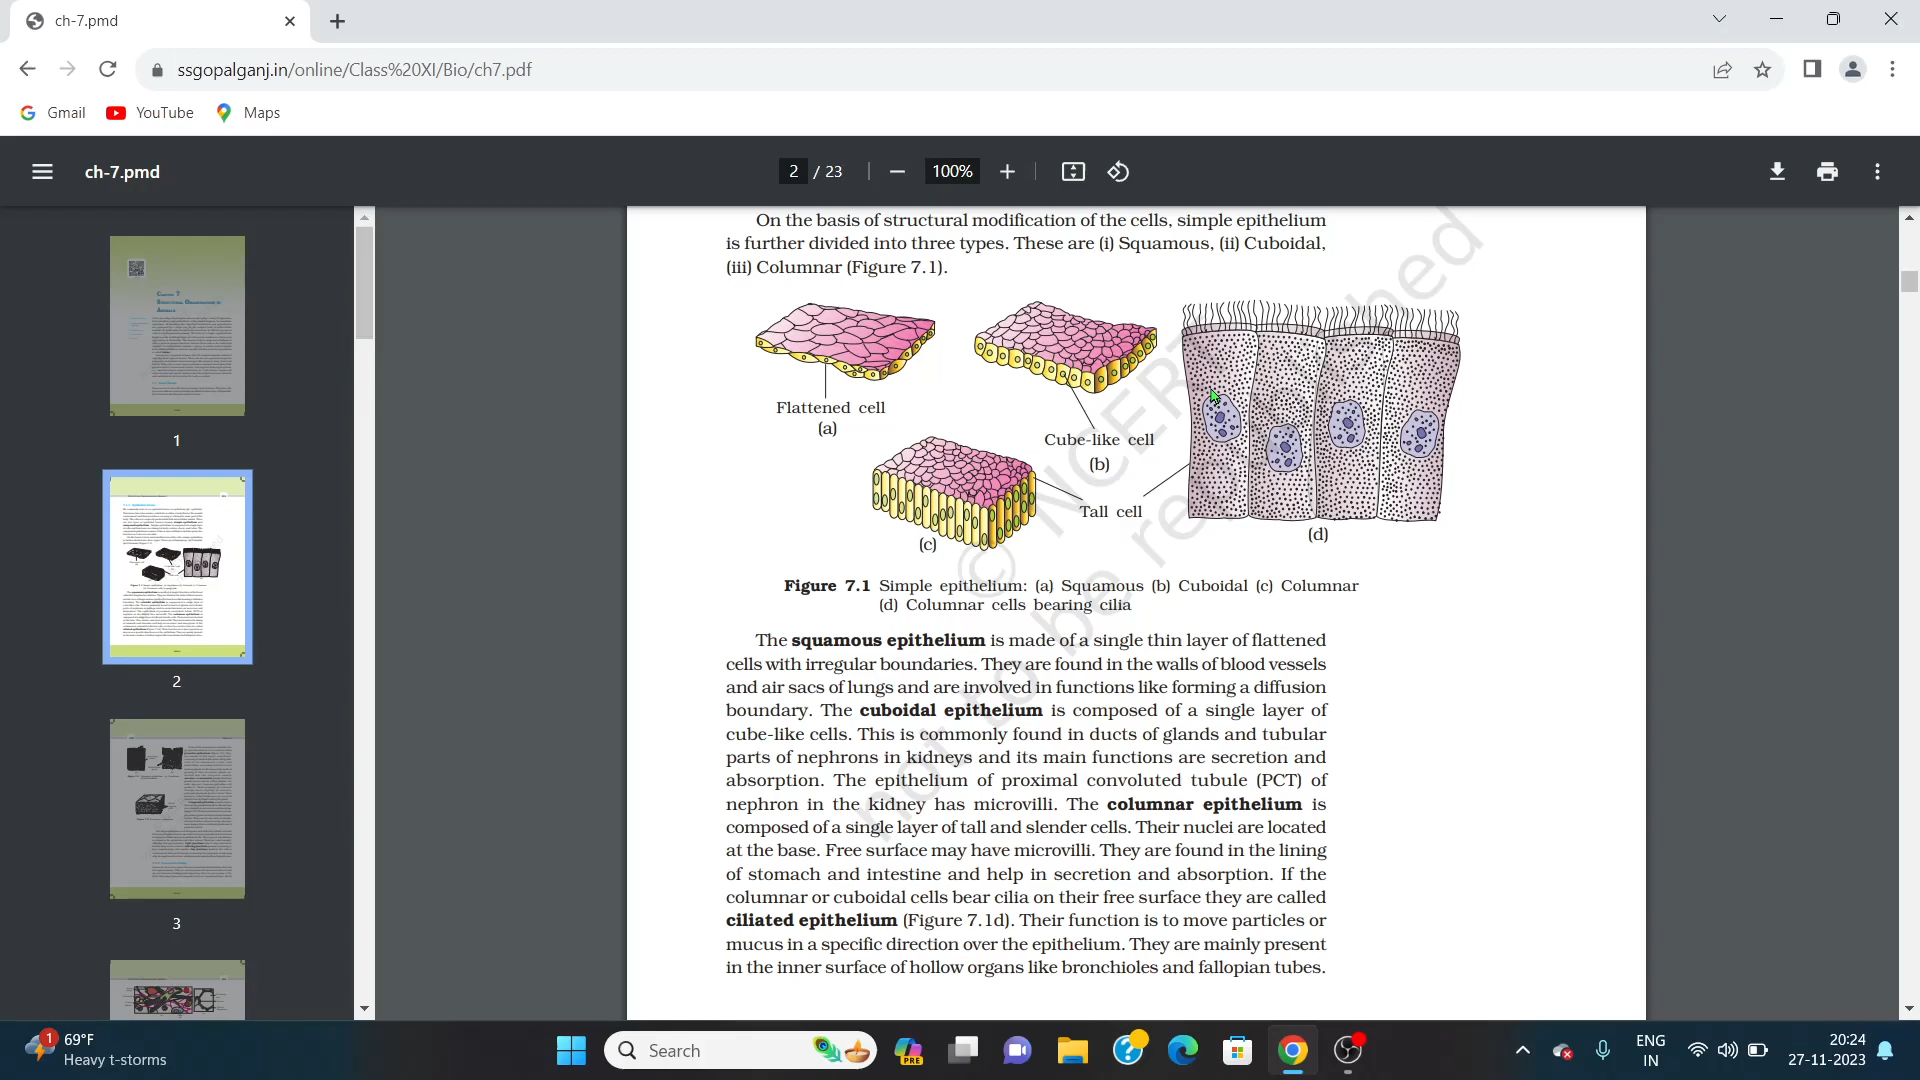 ch-7.pmd
ssgopalganj.in/online/Class%20XI/Bio/ch7.pdf
Gmail YouTube Maps
ch-7.pmd 2 / 23 100%
1
2
3
On the basis of structural modification of the cells, simple epithelium
is further divided into three types. These are (i) Squamous, (ii) Cuboidal,
(iii) Columnar (Figure 7.1).
Flattened cell
(a)
Cube-like cell
(b)
Tall cell
(c)
(d)
Figure 7.1 Simple epithelium: (a) Squamous (b) Cuboidal (c) Columnar
(d) Columnar cells bearing cilia
The squamous epithelium is made of a single thin layer of flattened
cells with irregular boundaries. They are found in the walls of blood vessels
and air sacs of lungs and are involved in functions like forming a diffusion
boundary. The cuboidal epithelium is composed of a single layer of
cube-like cells. This is commonly found in ducts of glands and tubular
parts of nephrons in kidneys and its main functions are secretion and
absorption. The epithelium of proximal convoluted tubule (PCT) of
nephron in the kidney has microvilli. The columnar epithelium is
composed of a single layer of tall and slender cells. Their nuclei are located
at the base. Free surface may have microvilli. They are found in the lining
of stomach and intestine and help in secretion and absorption. If the
columnar or cuboidal cells bear cilia on their free surface they are called
ciliated epithelium (Figure 7.1d). Their function is to move particles or
mucus in a specific direction over the epithelium. They are mainly present
in the inner surface of hollow organs like bronchioles and fallopian tubes.
© NCERT
not to be
1
69°F
Heavy t-storms
Search
PRE
ENG
IN
20:24
27-11-2023